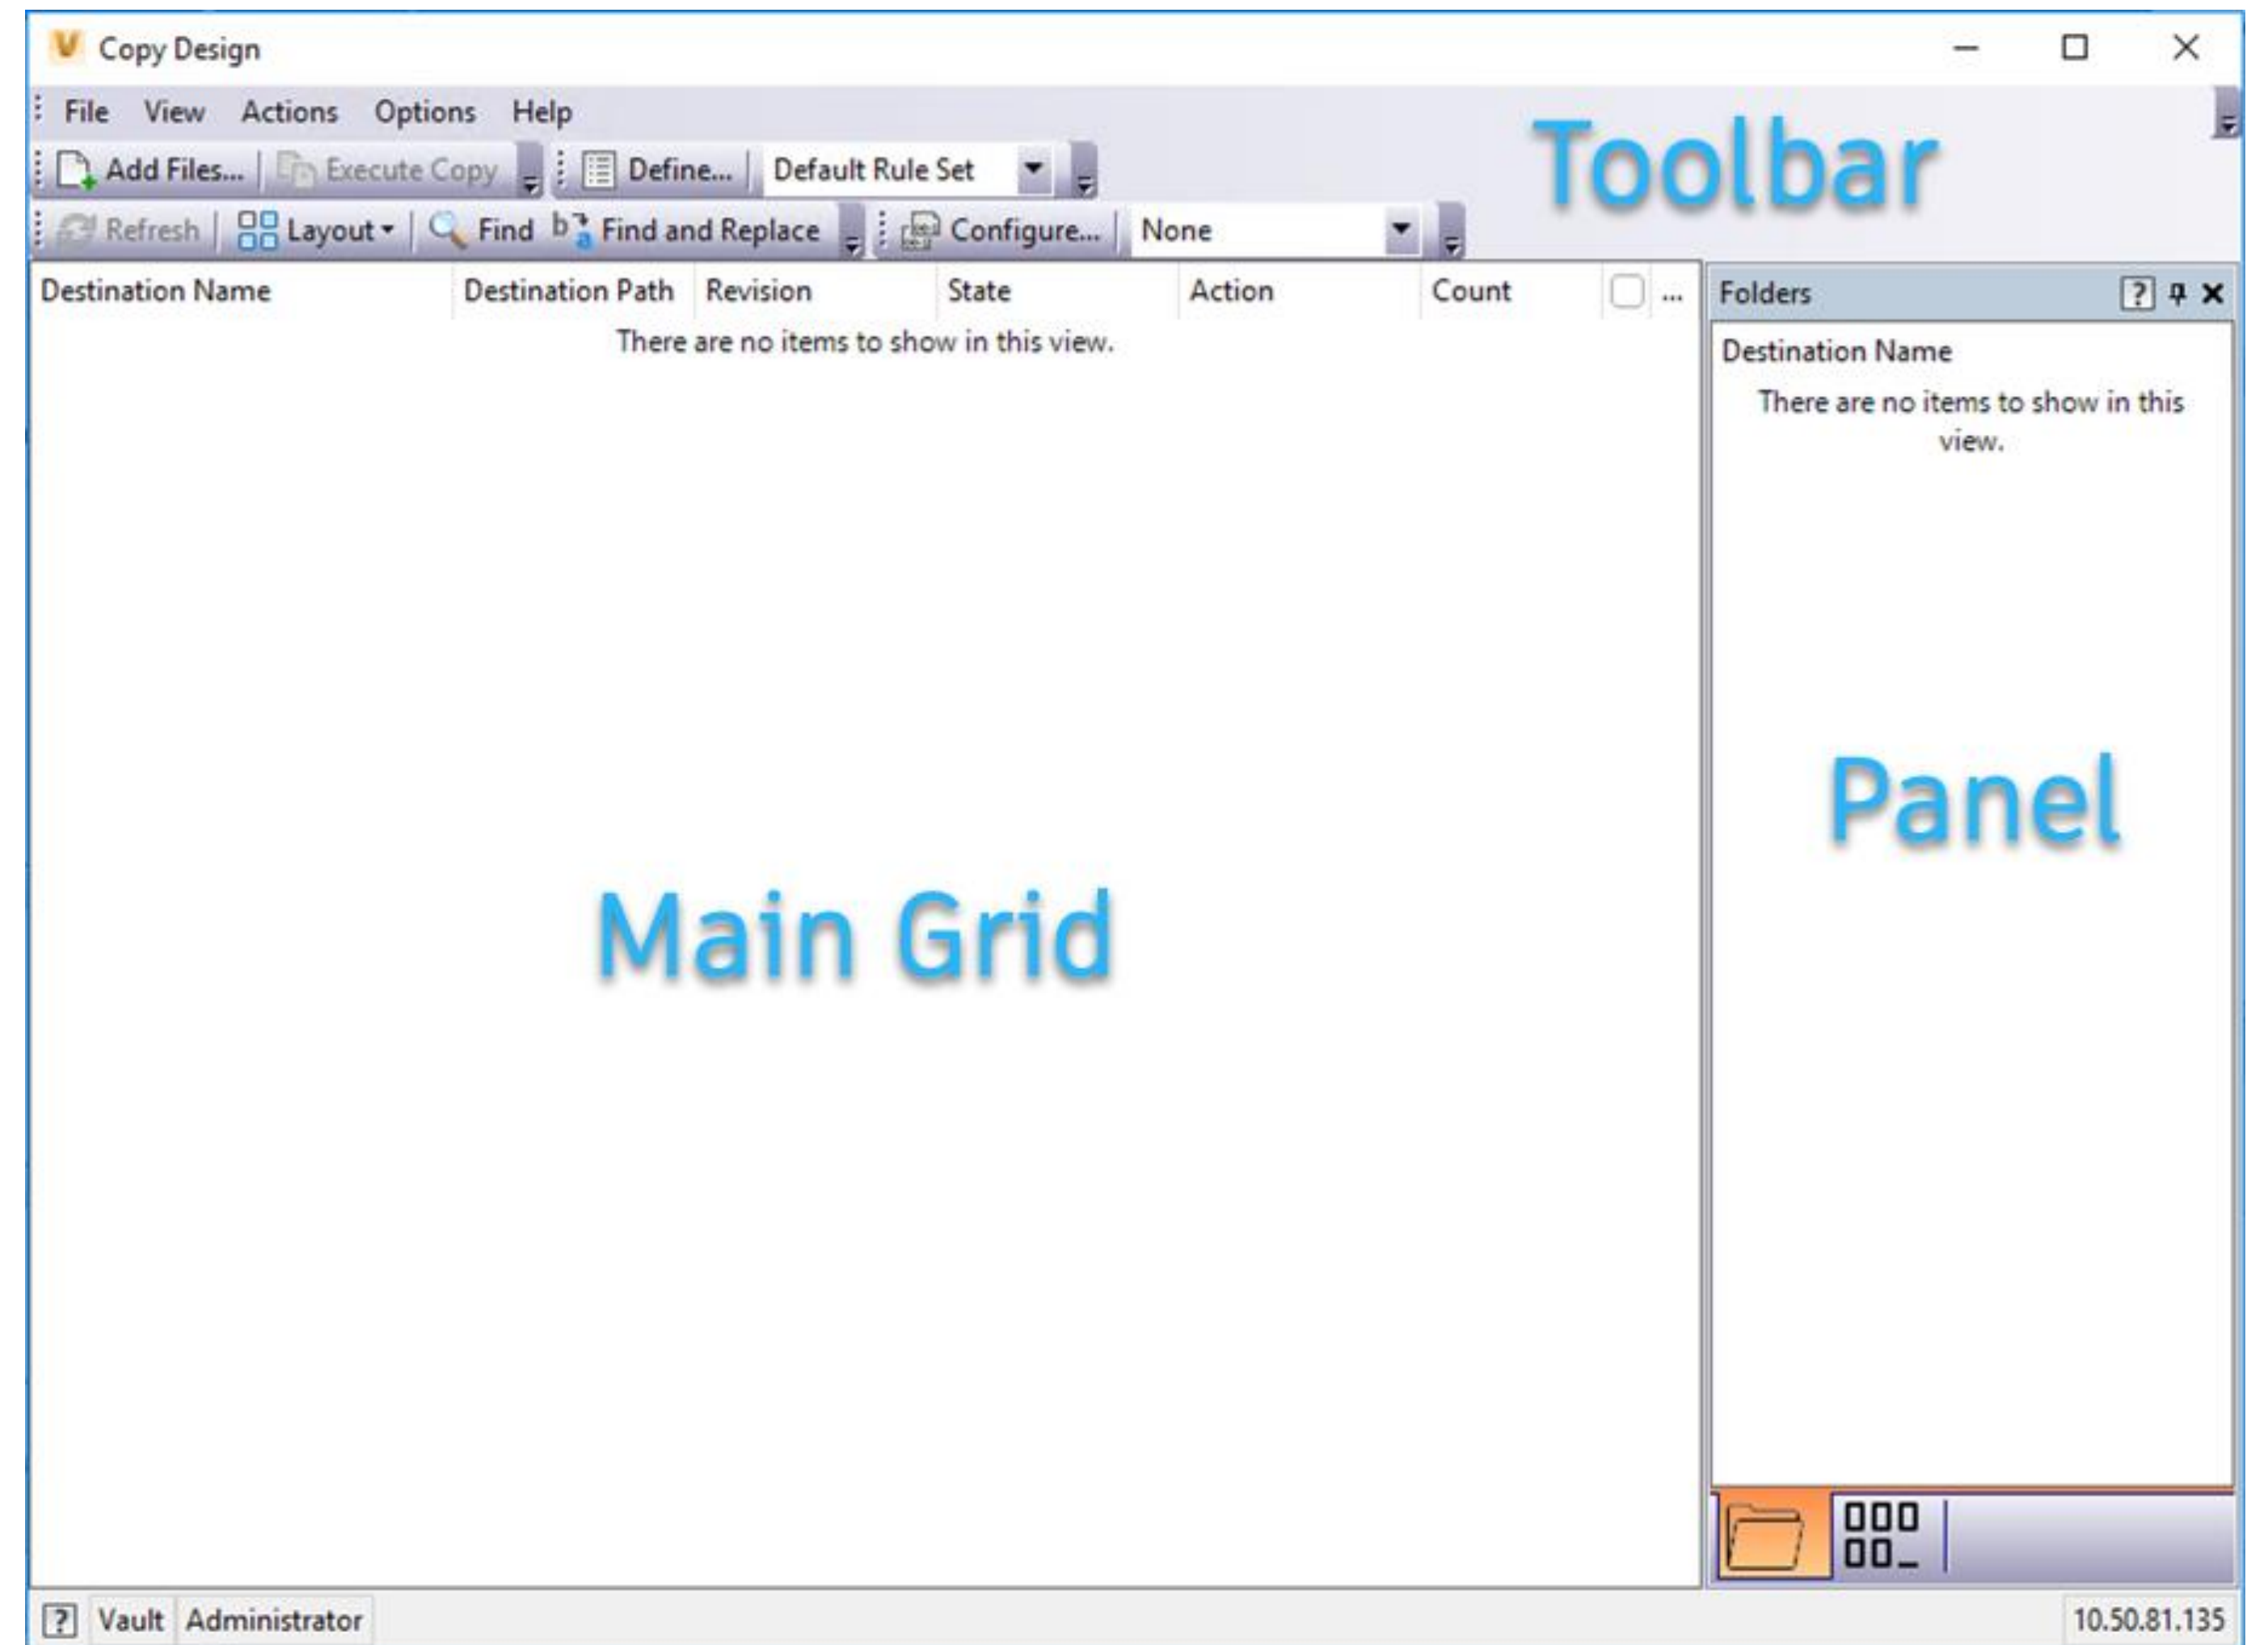 Copy Design
File View Actions Options Help
Toolbar
Add Files... Execute Copy Define... Default Rule Set
Refresh Layout Find Find and Replace Configure... None
Destination Name Destination Path Revision State Action Count ...
There are no items to show in this view.
Folders
Destination Name
There are no items to show in this
view.
Panel
Main Grid
Vault Administrator 10.50.81.135